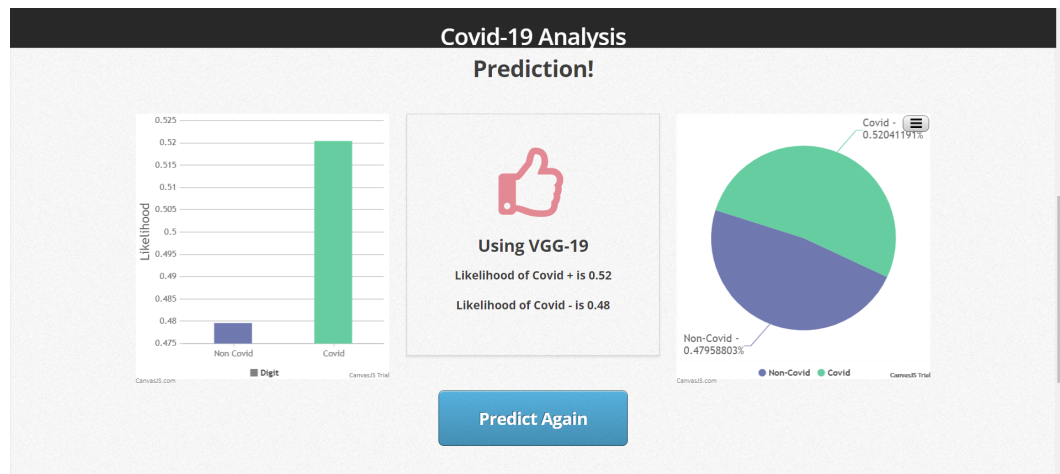 Covid-19 Analysis
Prediction!
0.525
0.52
0.515
0.51
0.505
0.5
0.495
0.49
0.485
0.48
0.475
Likelihood
Non Covid
Covid
Digit
CanvasJS.com
CanvasJS Trial
Using VGG-19
Likelihood of Covid + is 0.52
Likelihood of Covid - is 0.48
Covid -
0.52041191%
Non-Covid -
0.47958803%
Non-Covid
Covid
CanvasJS.com
CanvasJS Trial
Predict Again